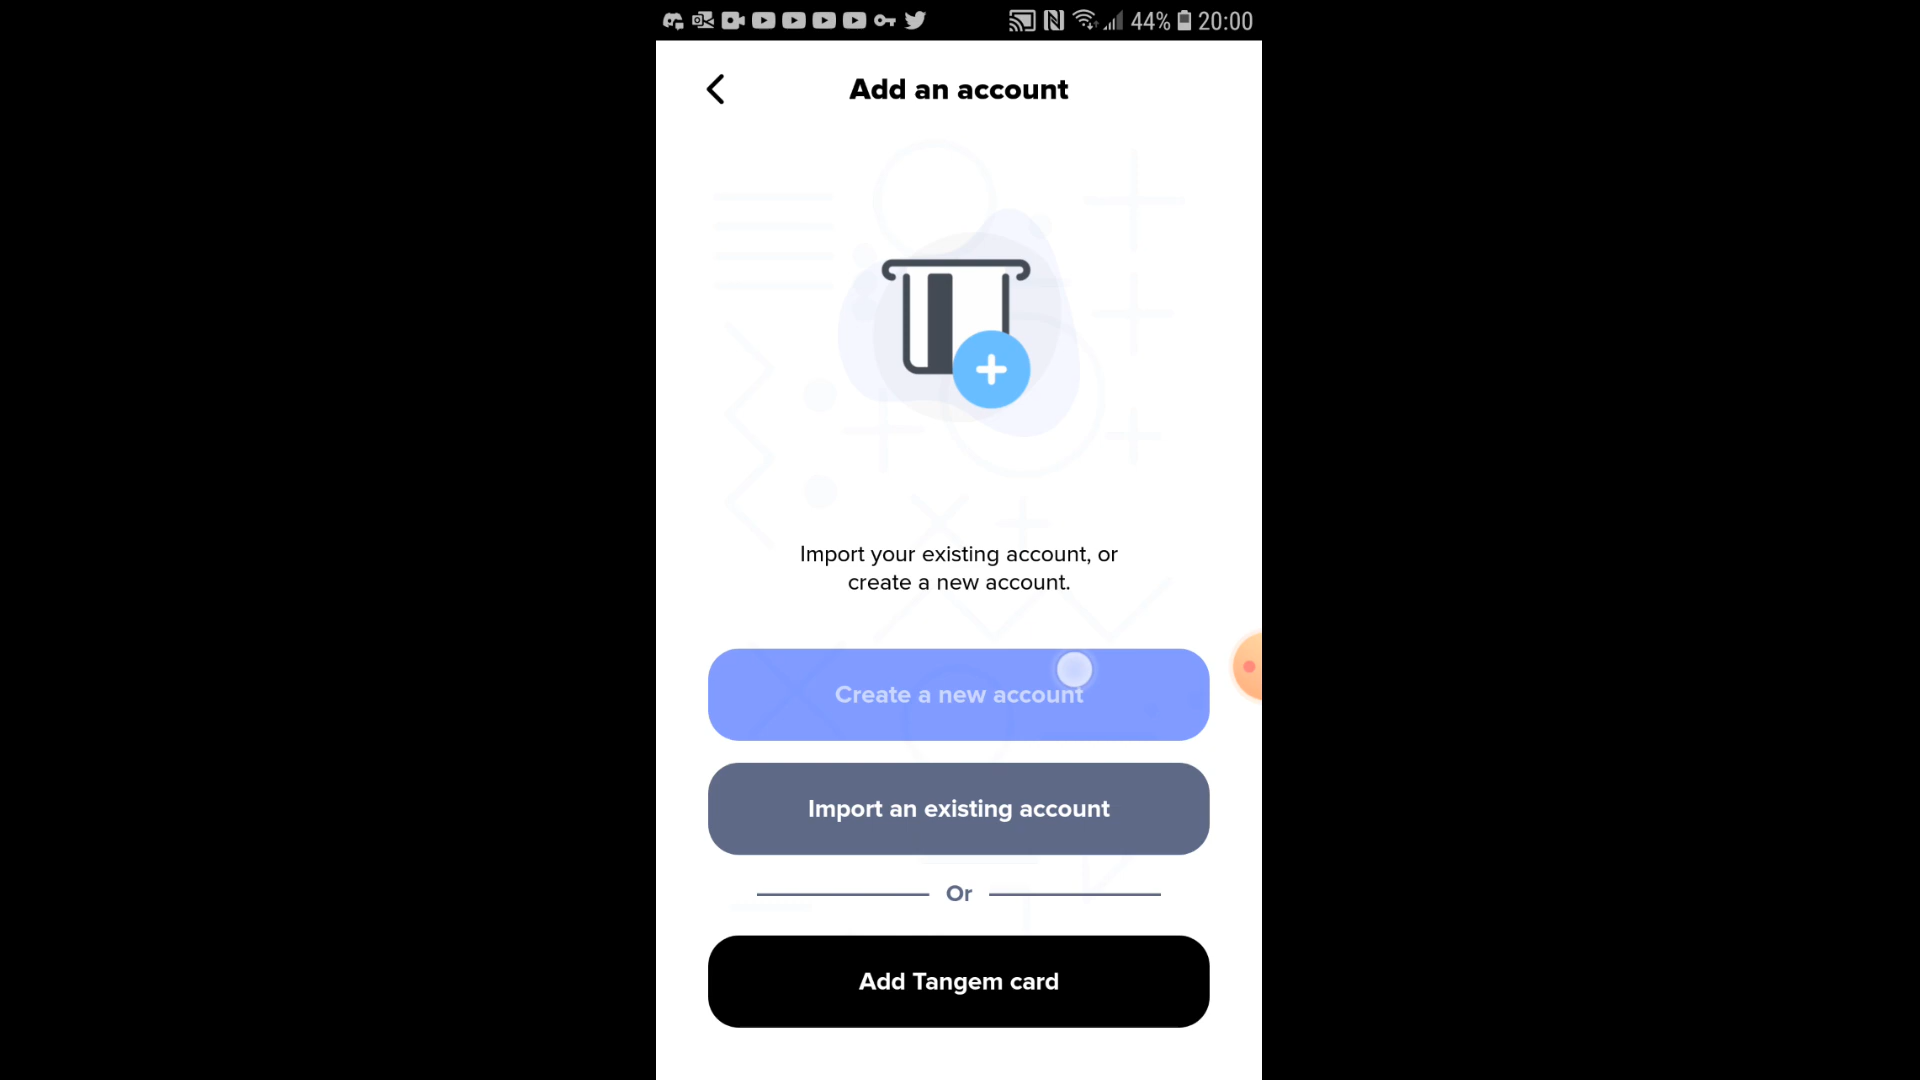 44% 20:00
Add an account
Import your existing account, or
create a new account.
Create a new account
Import an existing account
Or
Add Tangem card